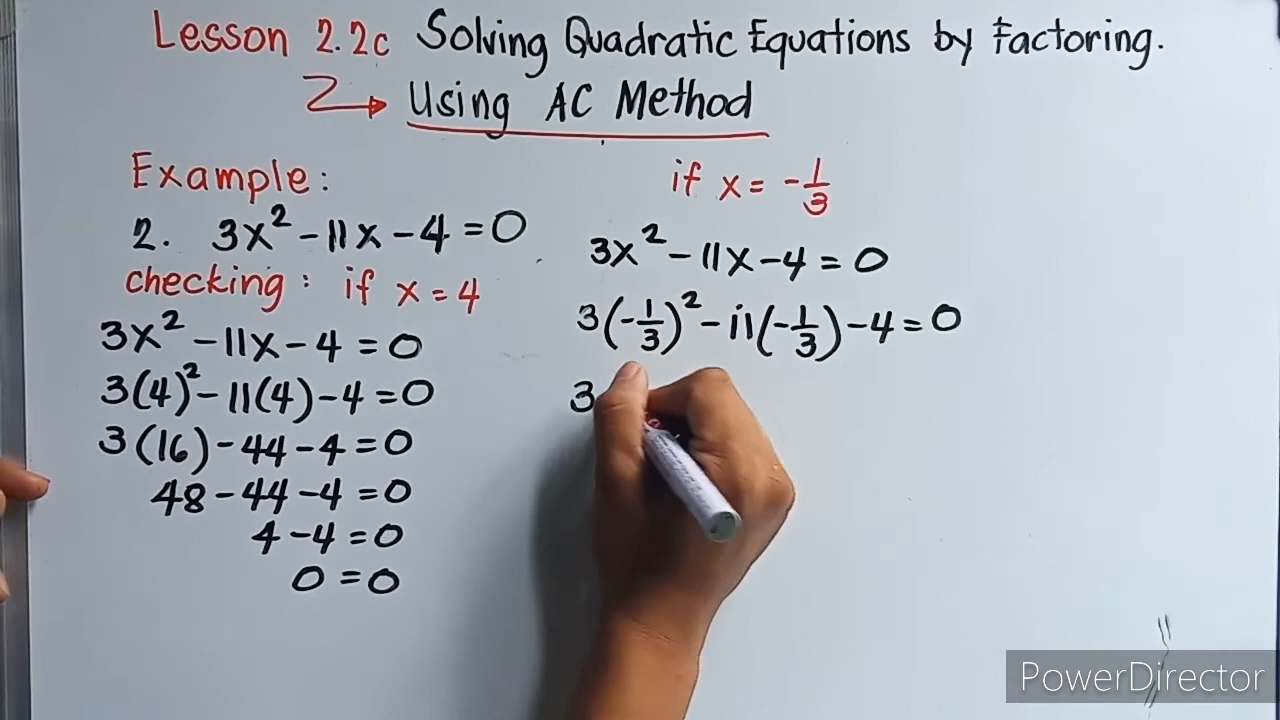 Lesson 2.2c Solving Quadratic Equations by Factoring.
Using AC Method
Example:
2. 3x² - 11x - 4 = 0
checking: if x = 4
3x² - 11x - 4 = 0
3(4)² - 11(4) - 4 = 0
3(16) - 44 - 4 = 0
48 - 44 - 4 = 0
4 - 4 = 0
0 = 0
if x = -1/3
3x² - 11x - 4 = 0
3(-1/3)² - 11(-1/3) - 4 = 0
3
PowerDirector